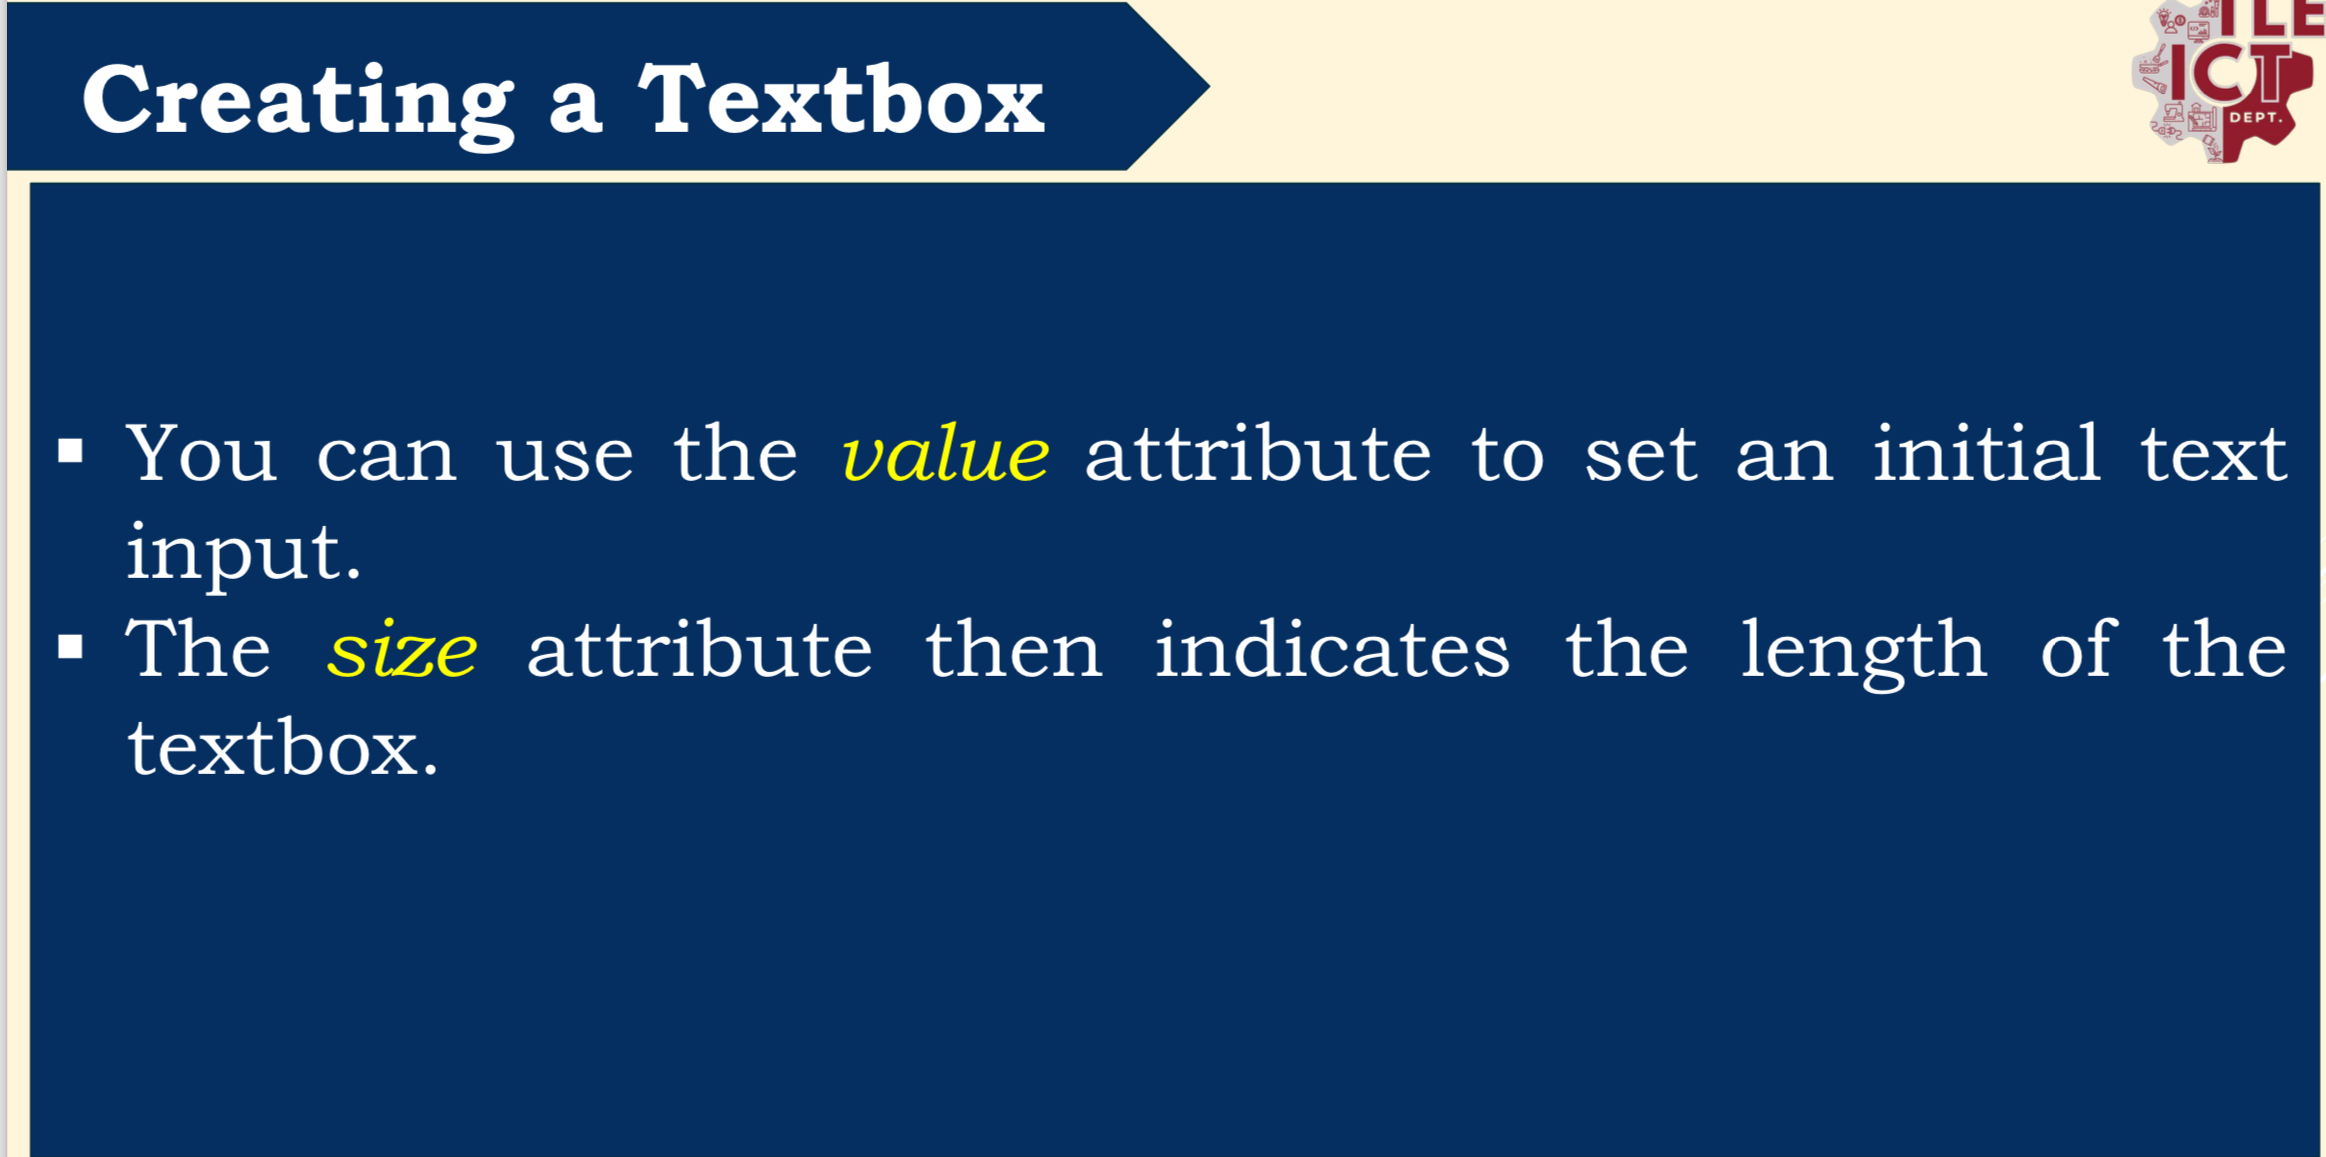 TLE
ICT
DEPT.
Creating a Textbox
▪ You can use the value attribute to set an initial text
input.
▪ The size attribute then indicates the length of the
textbox.